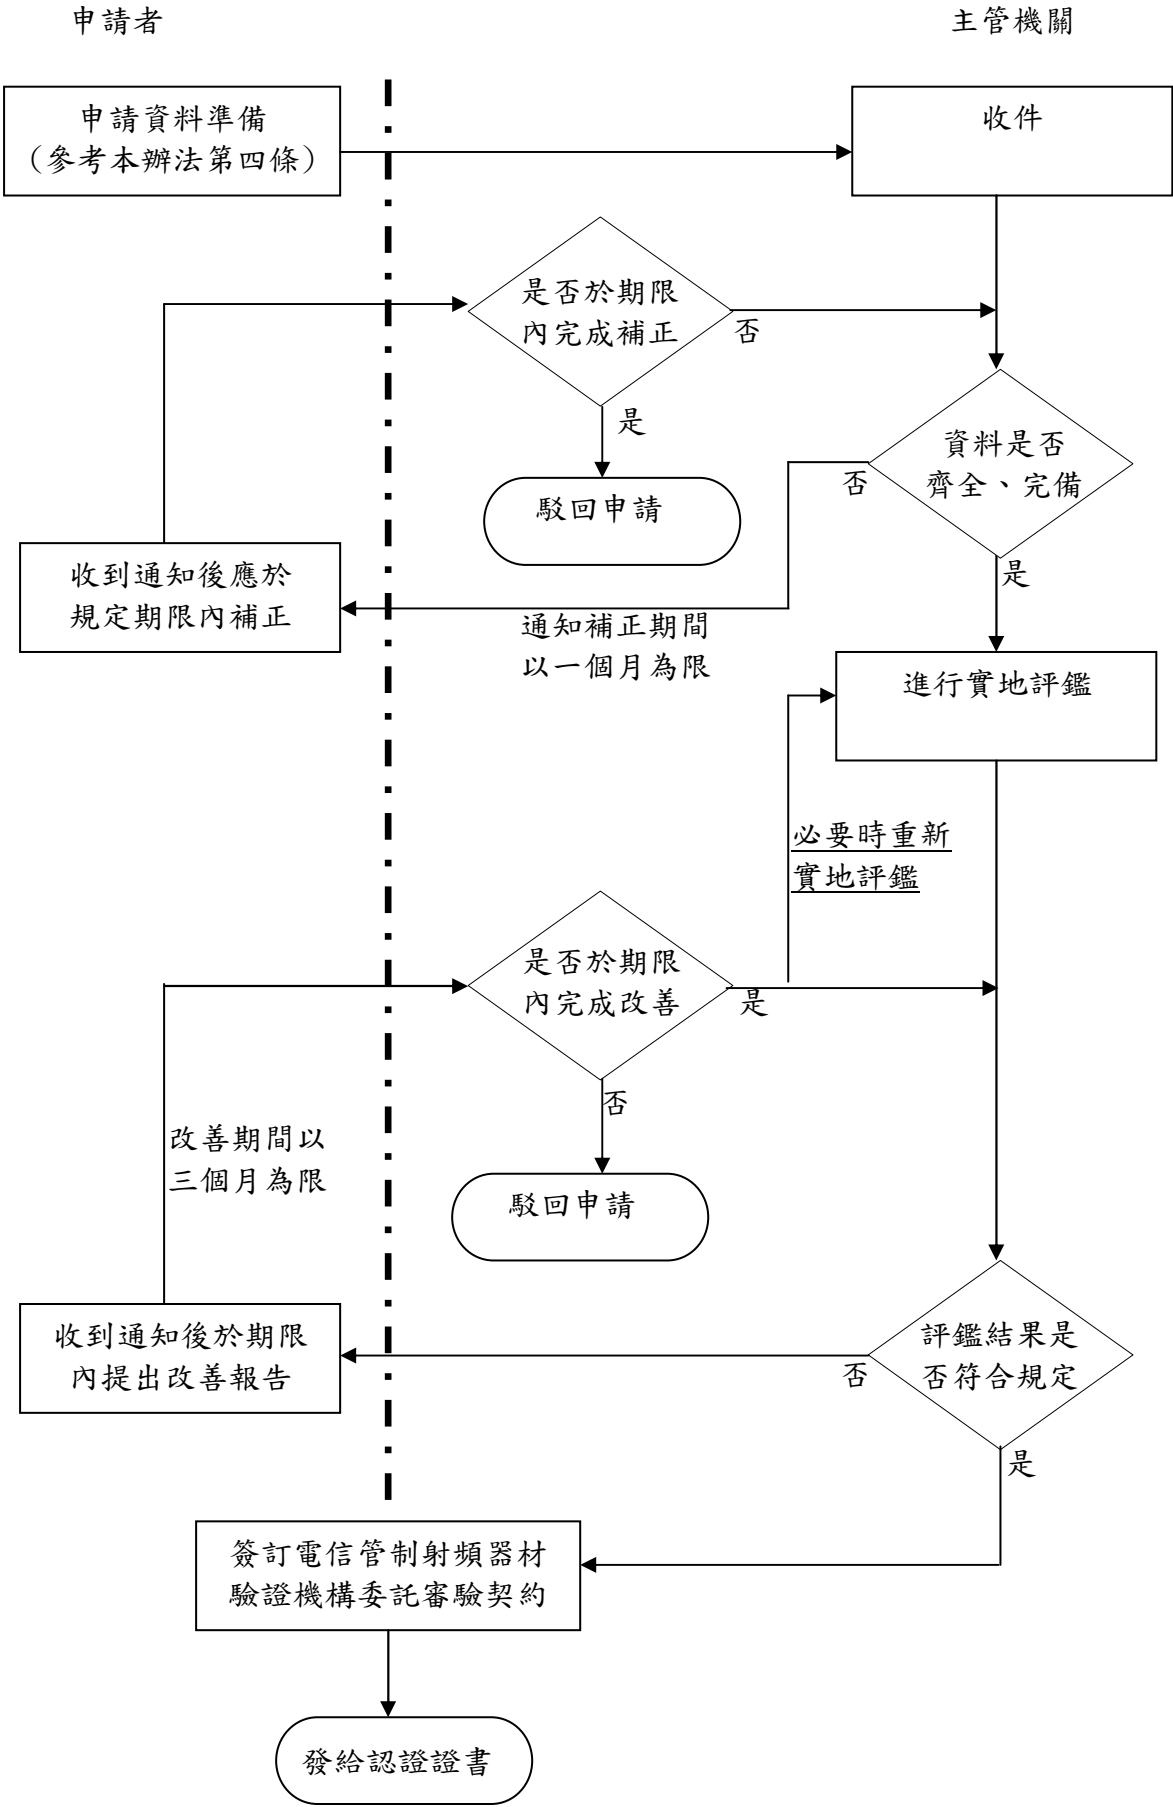 申請者
主管機關
申請資料準備
(參考本辦法第四條)
收件
是否於期限
內完成補正
否
是
駁回申請
資料是否
齊全、完備
否
是
收到通知後應於
規定期限內補正
通知補正期間
以一個月為限
進行實地評鑑
必要時重新
實地評鑑
是否於期限
內完成改善
是
否
駁回申請
改善期間以
三個月為限
收到通知後於期限
內提出改善報告
評鑑結果是
否符合規定
否
是
簽訂電信管制射頻器材
驗證機構委託審驗契約
發給認證證書